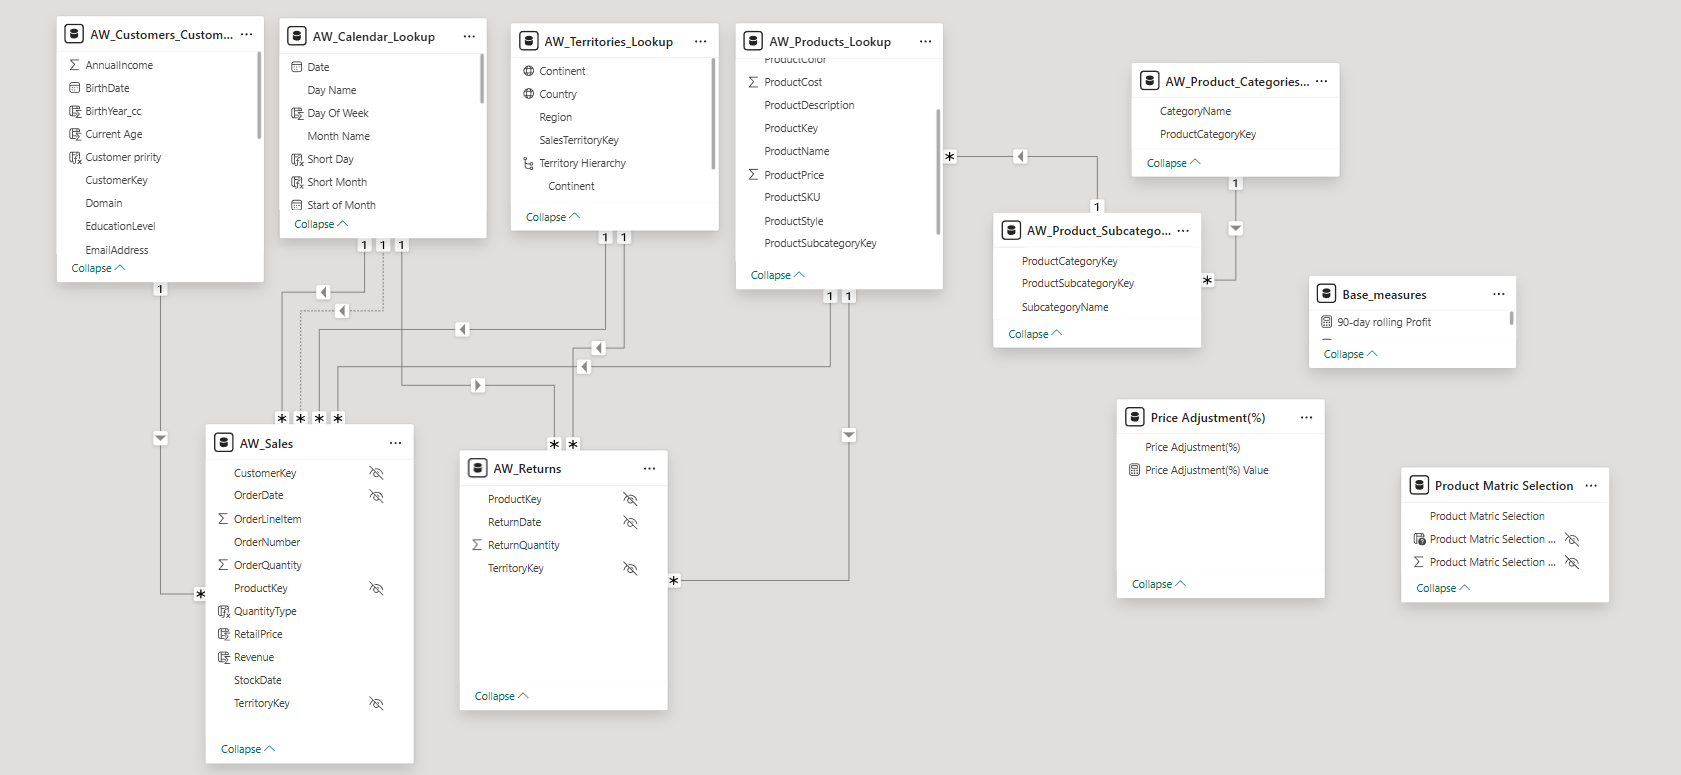 AW_Customers_Custom...
AnnualIncome
BirthDate
BirthYear_cc
Current Age
Customer pririty
CustomerKey
Domain
EducationLevel
EmailAddress
Collapse
AW_Calendar_Lookup
Date
Day Name
Day Of Week
Month Name
Short Day
Short Month
Start of Month
Collapse
AW_Territories_Lookup
Continent
Country
Region
SalesTerritoryKey
Territory Hierarchy
Continent
Collapse
AW_Products_Lookup
ProductColor
ProductCost
ProductDescription
ProductKey
ProductName
ProductPrice
ProductSKU
ProductStyle
ProductSubcategoryKey
Collapse
AW_Product_Categories...
CategoryName
ProductCategoryKey
Collapse
AW_Product_Subcatego...
ProductCategoryKey
ProductSubcategoryKey
SubcategoryName
Collapse
Base_measures
90-day rolling Profit
Collapse
1
1
1
1
1
1
1
1
1
1
*
*
*
*
*
*
*
*
*
*
AW_Sales
CustomerKey
OrderDate
OrderLineItem
OrderNumber
OrderQuantity
ProductKey
QuantityType
RetailPrice
Revenue
StockDate
TerritoryKey
Collapse
AW_Returns
ProductKey
ReturnDate
ReturnQuantity
TerritoryKey
Collapse
Price Adjustment(%)
Price Adjustment(%)
Price Adjustment(%) Value
Collapse
Product Matric Selection
Product Matric Selection
Product Matric Selection ...
Product Matric Selection ...
Collapse